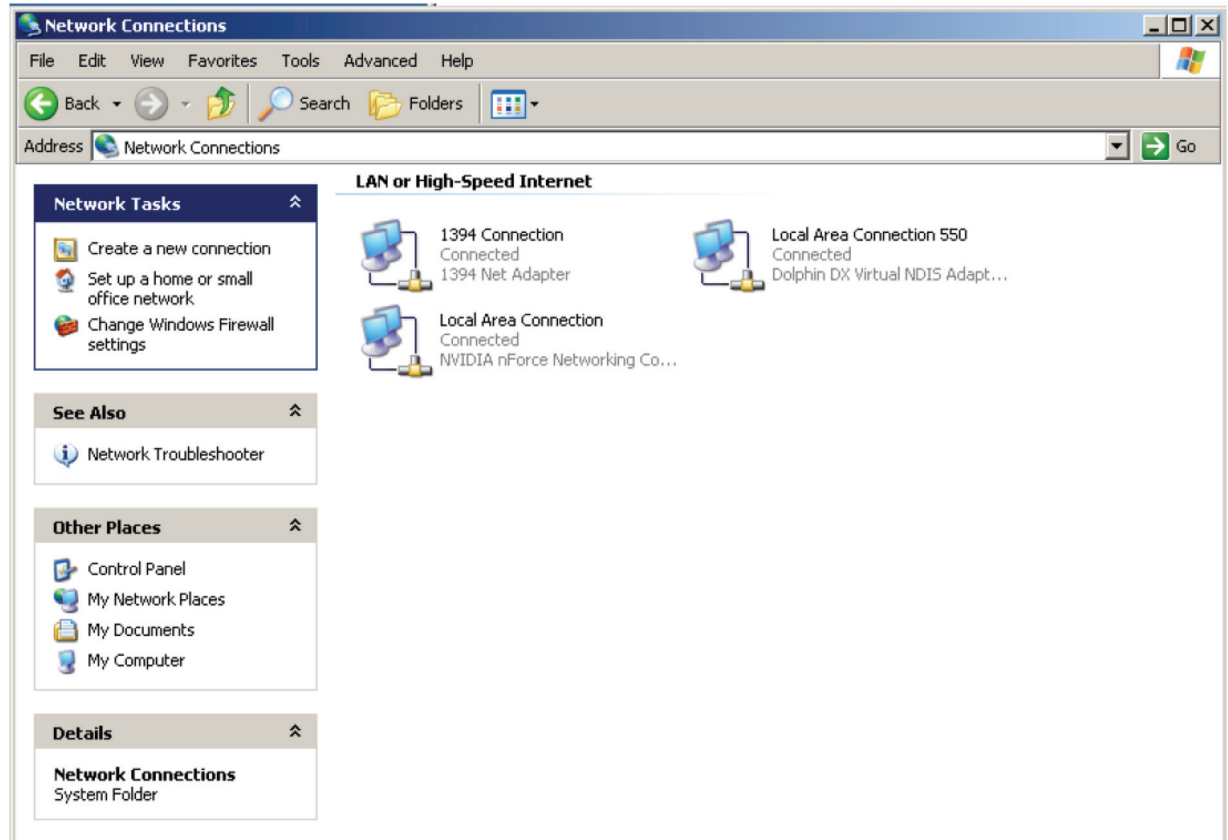 Network Connections
File Edit View Favorites Tools Advanced Help
Back Search Folders
Address Network Connections Go
Network Tasks
Create a new connection
Set up a home or small
office network
Change Windows Firewall
settings
See Also
Network Troubleshooter
Other Places
Control Panel
My Network Places
My Documents
My Computer
Details
Network Connections
System Folder
LAN or High-Speed Internet
1394 Connection
Connected
1394 Net Adapter
Local Area Connection 550
Connected
Dolphin DX Virtual NDIS Adapt...
Local Area Connection
Connected
NVIDIA nForce Networking Co...